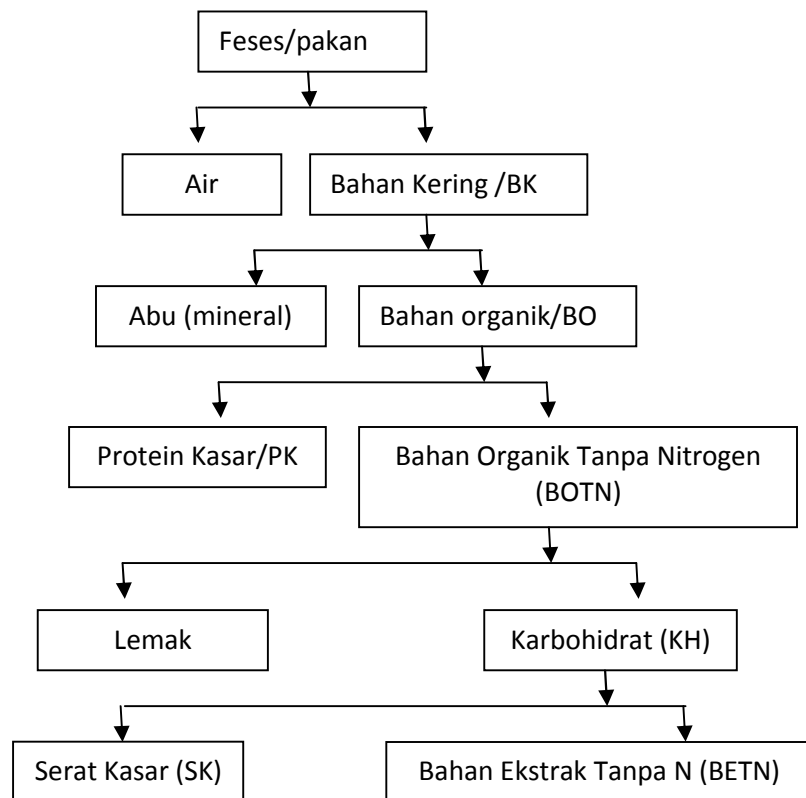 Feses/pakan
Air
Bahan Kering /BK
Abu (mineral)
Bahan organik/BO
Protein Kasar/PK
Bahan Organik Tanpa Nitrogen
(BOTN)
Lemak
Karbohidrat (KH)
Serat Kasar (SK)
Bahan Ekstrak Tanpa N (BETN)